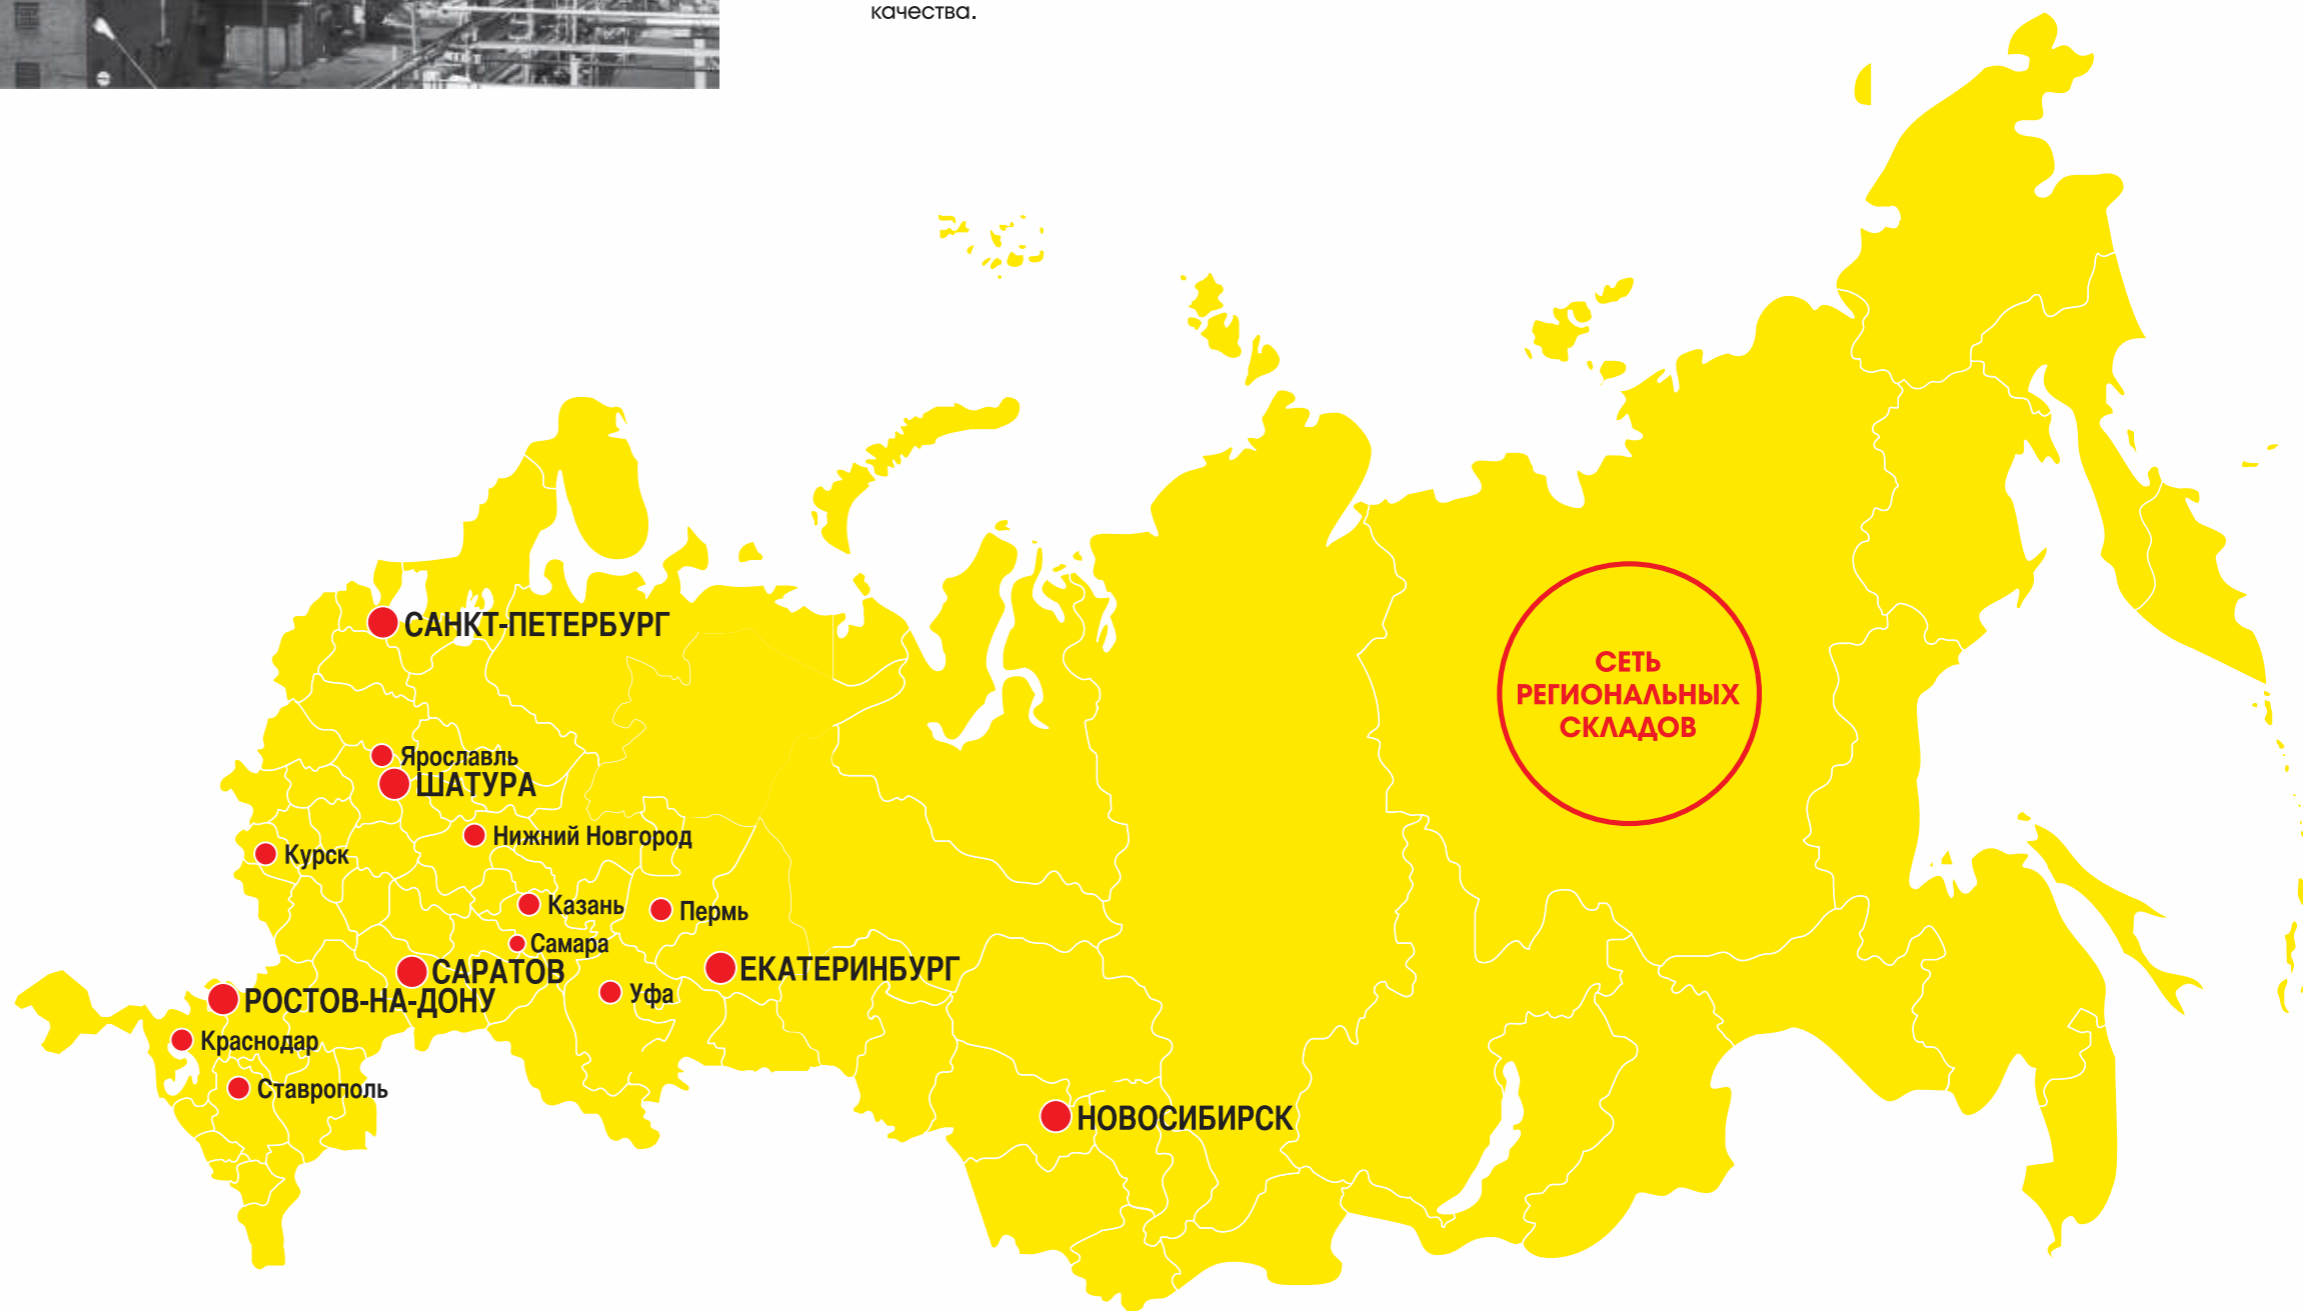 качества.
САНКТ-ПЕТЕРБУРГ
СЕТЬ
РЕГИОНАЛЬНЫХ
СКЛАДОВ
Ярославль
ШАТУРА
Нижний Новгород
Курск
Казань
Пермь
Самара
САРАТОВ
ЕКАТЕРИНБУРГ
Уфа
РОСТОВ-НА-ДОНУ
Краснодар
Ставрополь
НОВОСИБИРСК